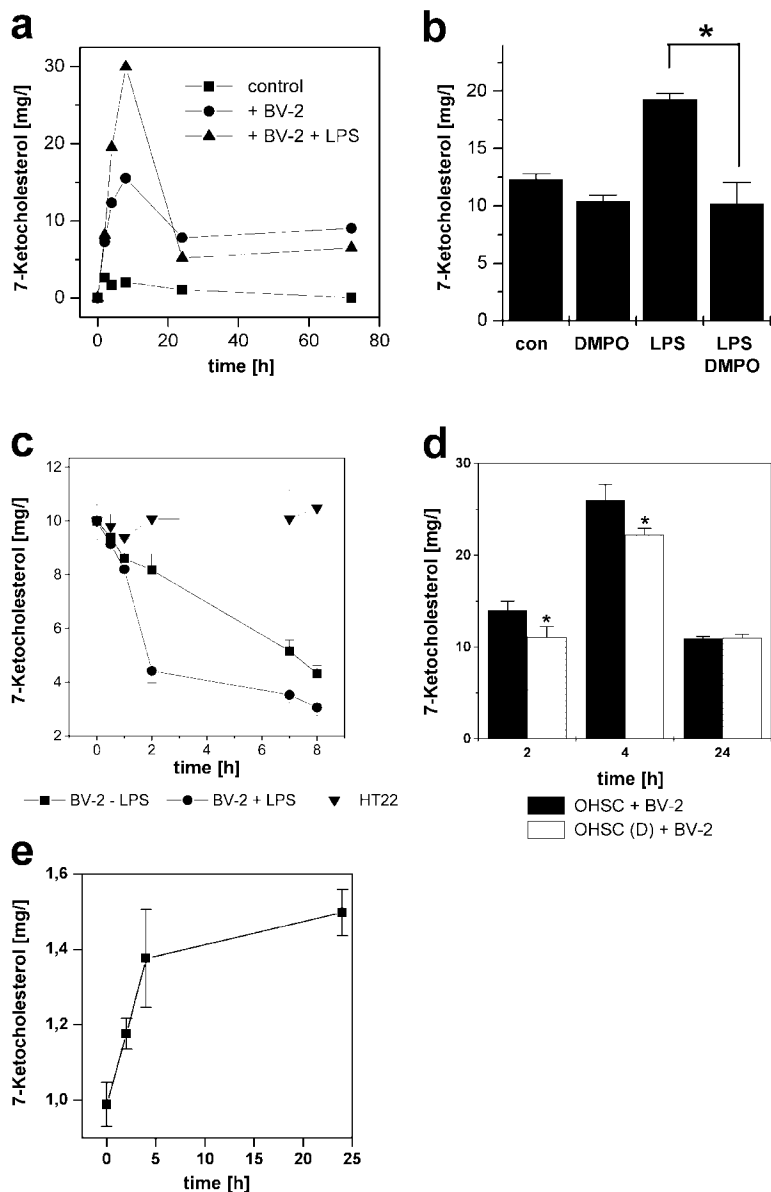 a
7-Ketocholesterol [mg/]
30
20
10
0
control
+ BV-2
+ BV-2 + LPS
0 20 40 60 80
time [h]
b
7-Ketocholesterol [mg/]
*
20
15
10
5
0
con DMPO LPS LPS
DMPO
c
7-Ketocholesterol [mg/]
12
10
8
6
4
2
0 2 4 6 8
time [h]
BV-2 - LPS BV-2 + LPS HT22
d
7-Ketocholesterol [mg/]
30
20
10
0
*
*
2 4 24
time [h]
OHSC + BV-2
OHSC (D) + BV-2
e
7-Ketocholesterol [mg/]
1,6
1,4
1,2
1,0
0 5 10 15 20 25
time [h]